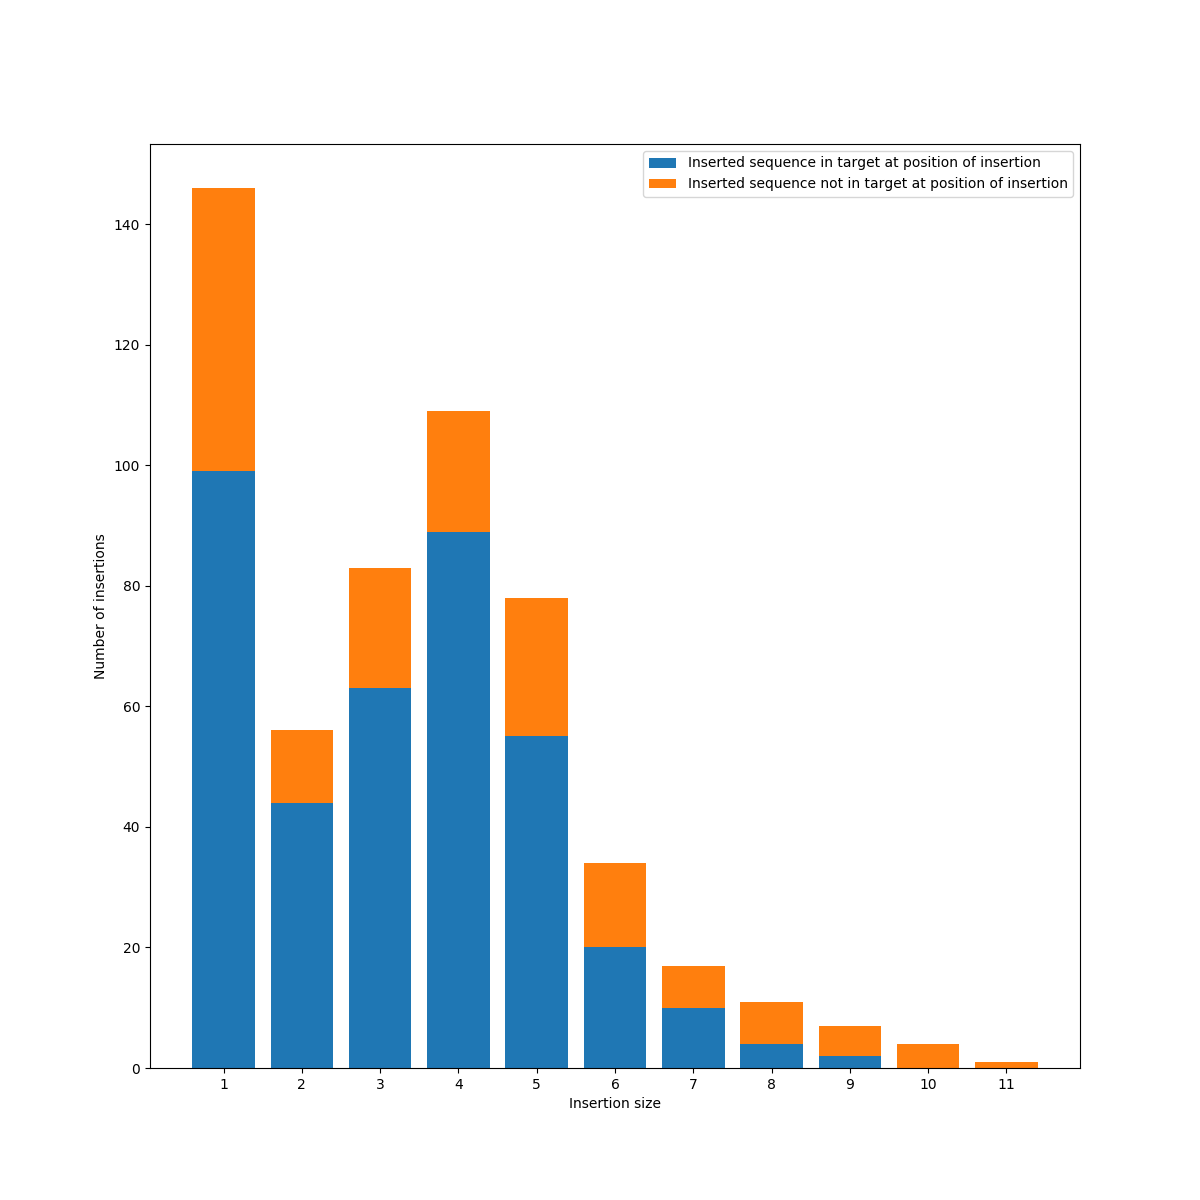 Inserted sequence in target at position of insertion
Inserted sequence not in target at position of insertion
140
120
100
80
60
40
20
0
Number of insertions
1 2 3 4 5 6 7 8 9 10 11
Insertion size